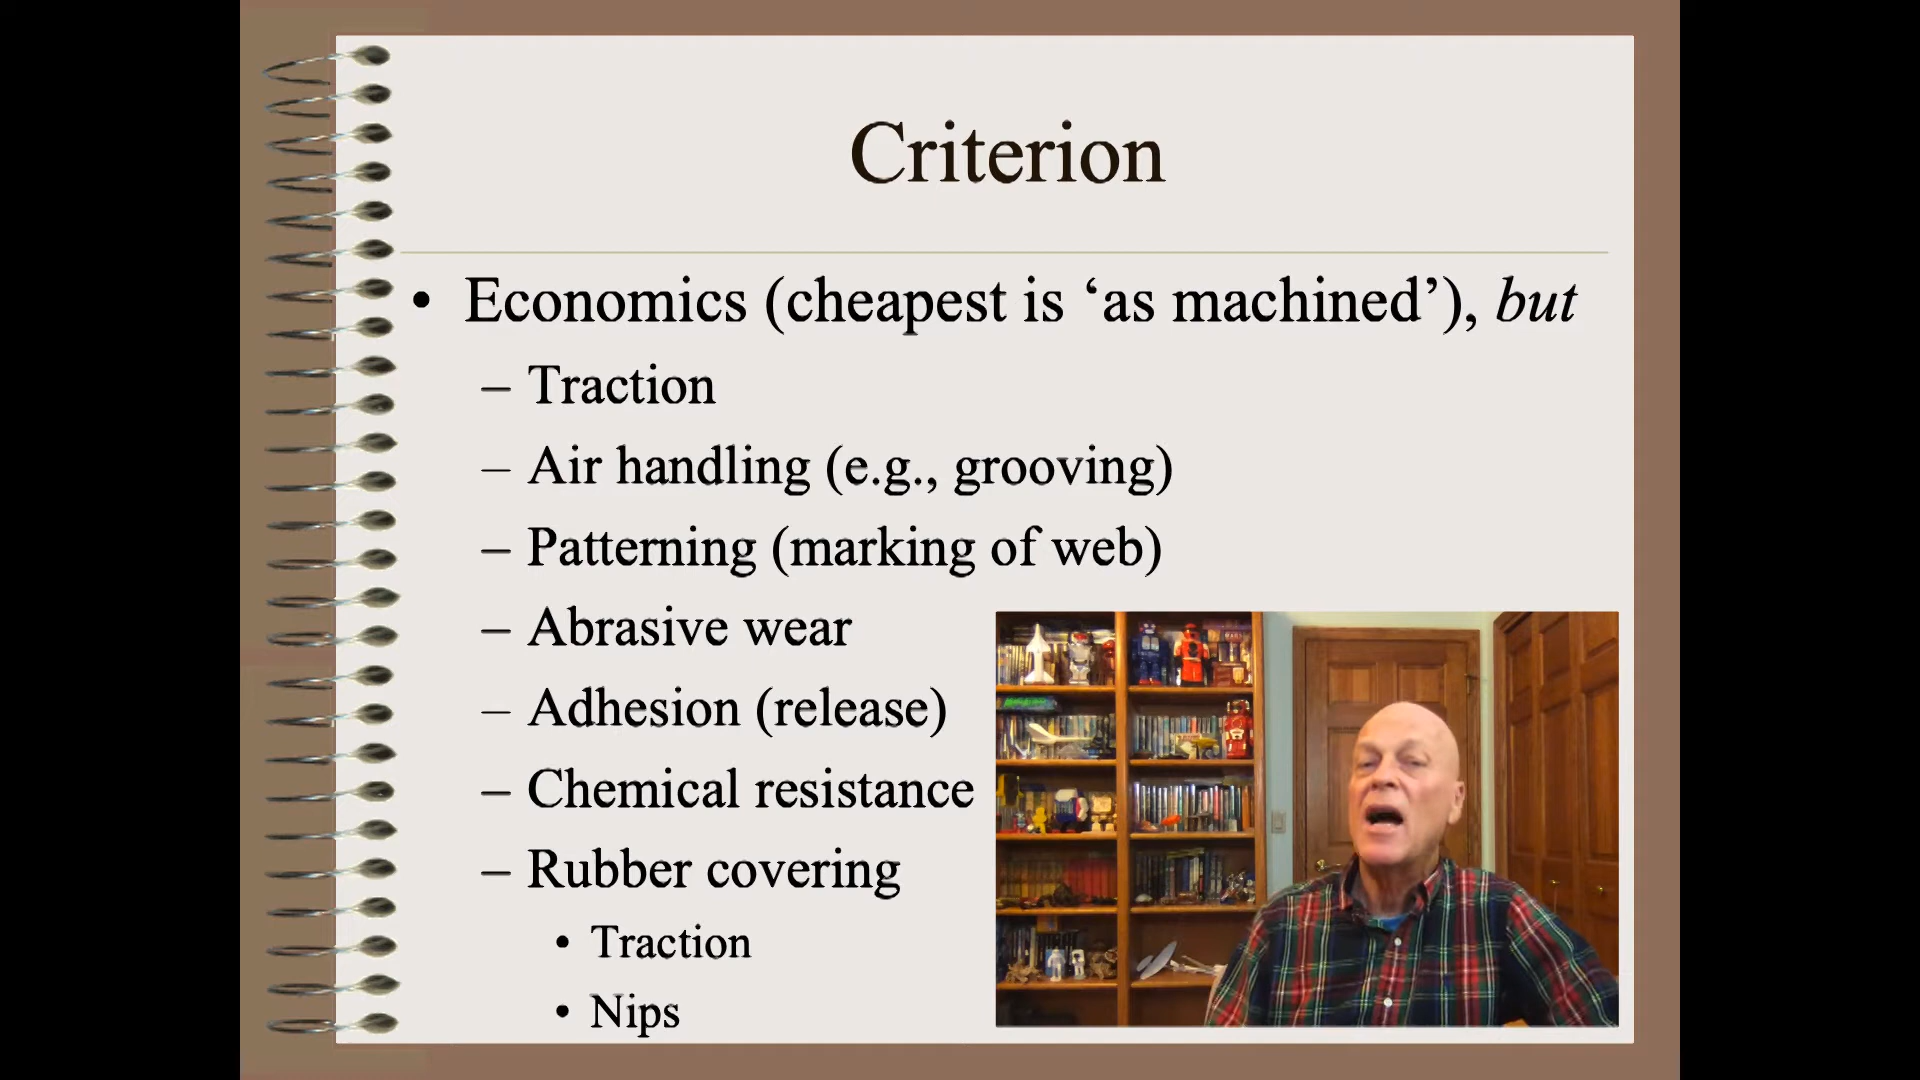 Criterion
• Economics (cheapest is ‘as machined’), but
– Traction
– Air handling (e.g., grooving)
– Patterning (marking of web)
– Abrasive wear
– Adhesion (release)
– Chemical resistance
– Rubber covering
• Traction
• Nips